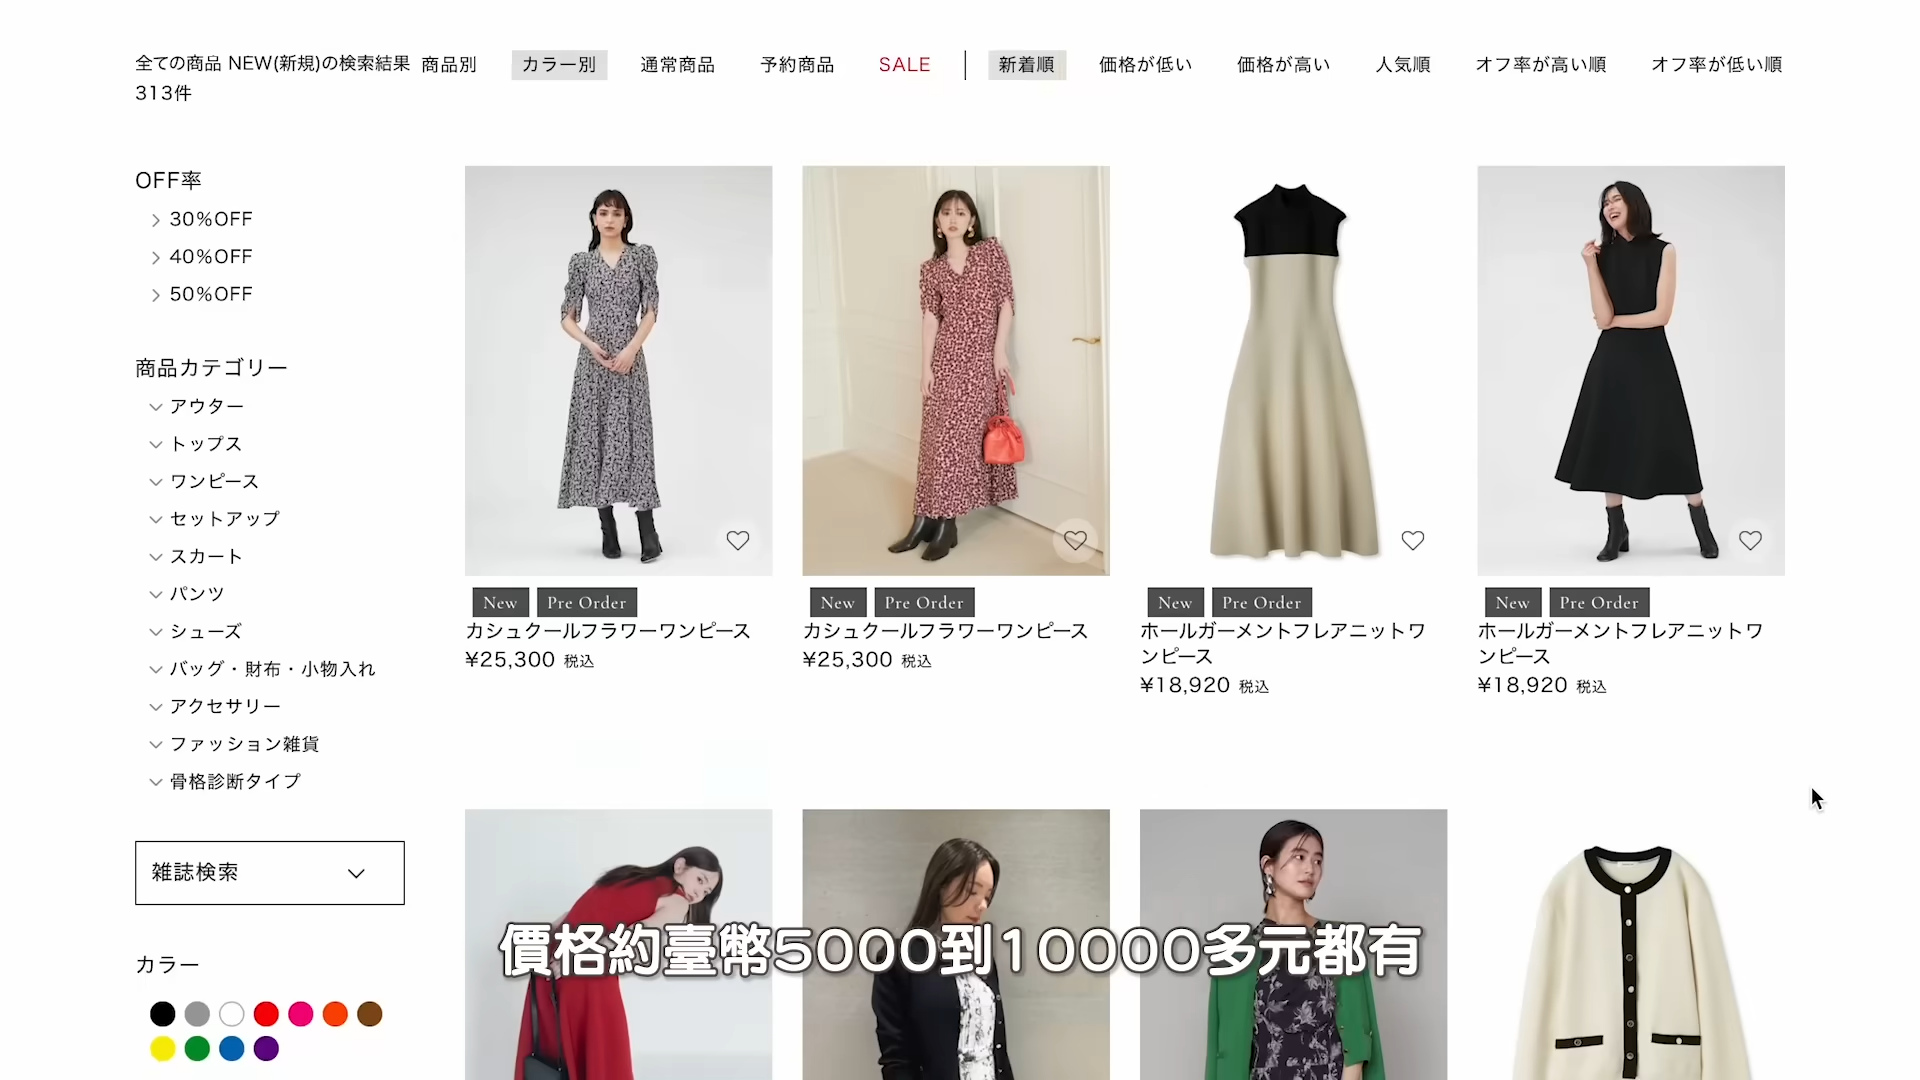 全ての商品 NEW(新規)の検索結果
313件
商品別 カラー別 通常商品 予約商品 SALE 新着順 価格が低い 価格が高い 人気順 オフ率が高い順 オフ率が低い順
OFF率
30%OFF
40%OFF
50%OFF
商品カテゴリー
アウター
トップス
ワンピース
セットアップ
スカート
パンツ
シューズ
バッグ・財布・小物入れ
アクセサリー
ファッション雑貨
骨格診断タイプ
雑誌検索
カラー
New Pre Order
カシュクールフラワーワンピース
¥25,300 税込
New Pre Order
カシュクールフラワーワンピース
¥25,300 税込
New Pre Order
ホールガーメントフレアニットワ
ンピース
¥18,920 税込
New Pre Order
ホールガーメントフレアニットワ
ンピース
¥18,920 税込
價格約臺幣5000到10000多元都有